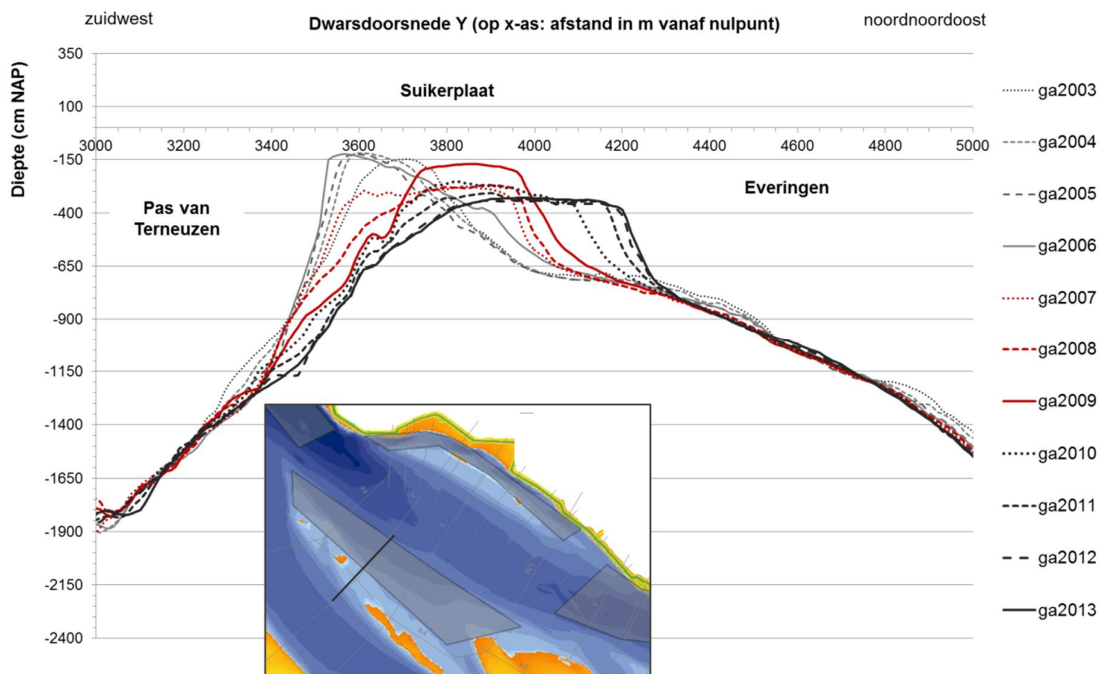 zuidwest
Dwarsdoorsnede Y (op x-as: afstand in m vanaf nulpunt)
noordnoordoost
Diepte (cm NAP)
350
100
-150
-400
-650
-900
-1150
-1400
-1650
-1900
-2150
-2400
3000 3200 3400 3600 3800 4000 4200 4400 4600 4800 5000
Suikerplaat
Pas van
Terneuzen
Everingen
ga2003
ga2004
ga2005
ga2006
ga2007
ga2008
ga2009
ga2010
ga2011
ga2012
ga2013